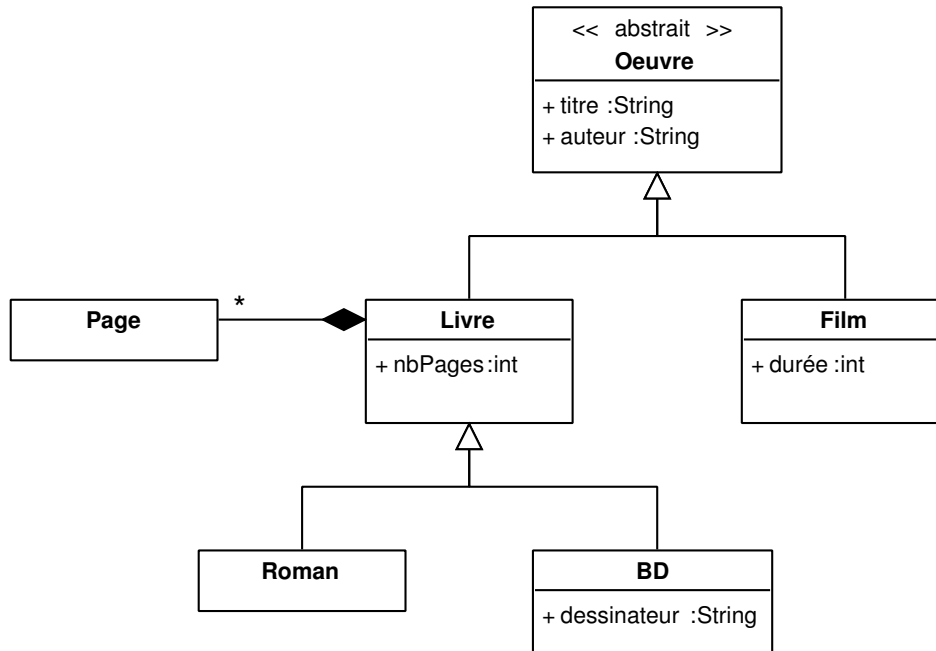 << abstrait >>
Oeuvre
+ titre :String
+ auteur :String
*
Page
Livre
+ nbPages:int
Film
+ durée :int
Roman
BD
+ dessinateur :String